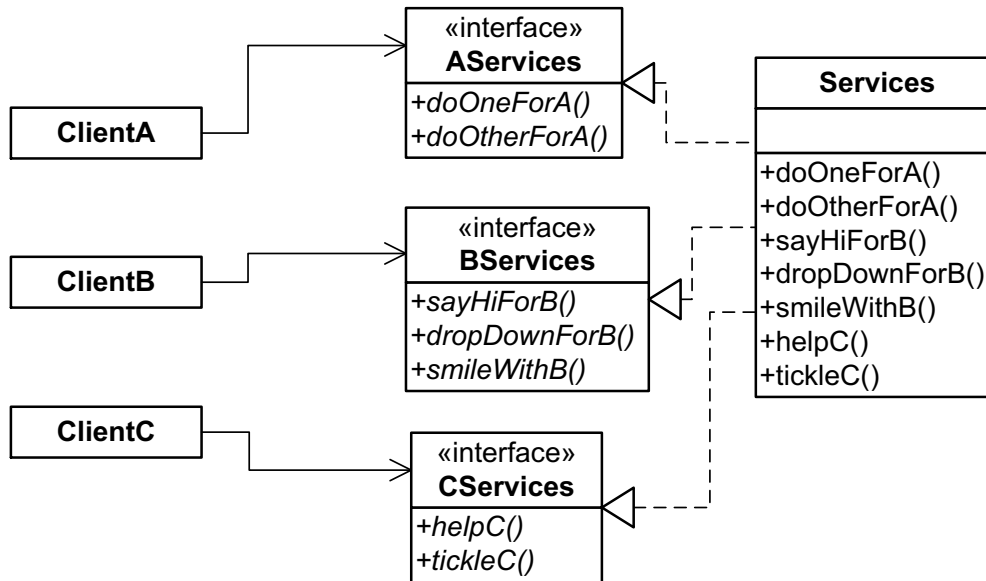 «interface»
AServices
+doOneForA()
+doOtherForA()
ClientA
Services
+doOneForA()
+doOtherForA()
+sayHiForB()
+dropDownForB()
+smileWithB()
+helpC()
+tickleC()
ClientB
«interface»
BServices
+sayHiForB()
+dropDownForB()
+smileWithB()
ClientC
«interface»
CServices
+helpC()
+tickleC()